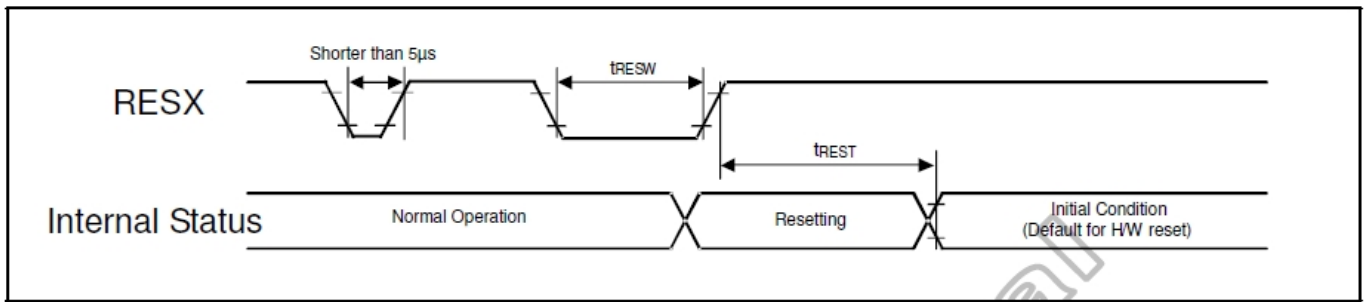 Shorter than 5µs
tRESW
RESX
tREST
Internal Status
Normal Operation
Resetting
Initial Condition
(Default for H/W reset)